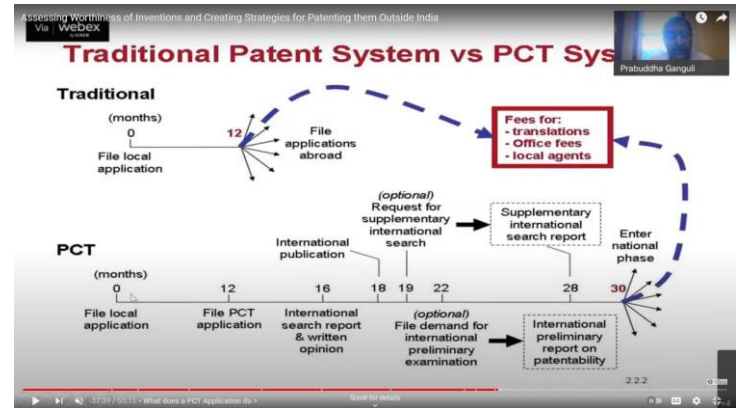 Assessing Worthiness of Inventions and Creating Strategies for Patenting them Outside India
Via webex
by CISCO
Traditional Patent System vs PCT Sys
Prabuddha Ganguli
Traditional
(months)
0
12
File local
application
File
applications
abroad
Fees for:
- translations
- Office fees
- local agents
(optional)
Request for
supplementary
international
search
Supplementary
international
search report
Enter
national
phase
International
publication
PCT
(months)
0 12 16 18 19 22 28 30
File local
application
File PCT
application
International
search report
& written
opinion
(optional)
File demand for
international
preliminary
examination
International
preliminary
report on
patentability
2.2.2
-37:39 / 55:15 • What does a PCT Application do ›
Scroll for details